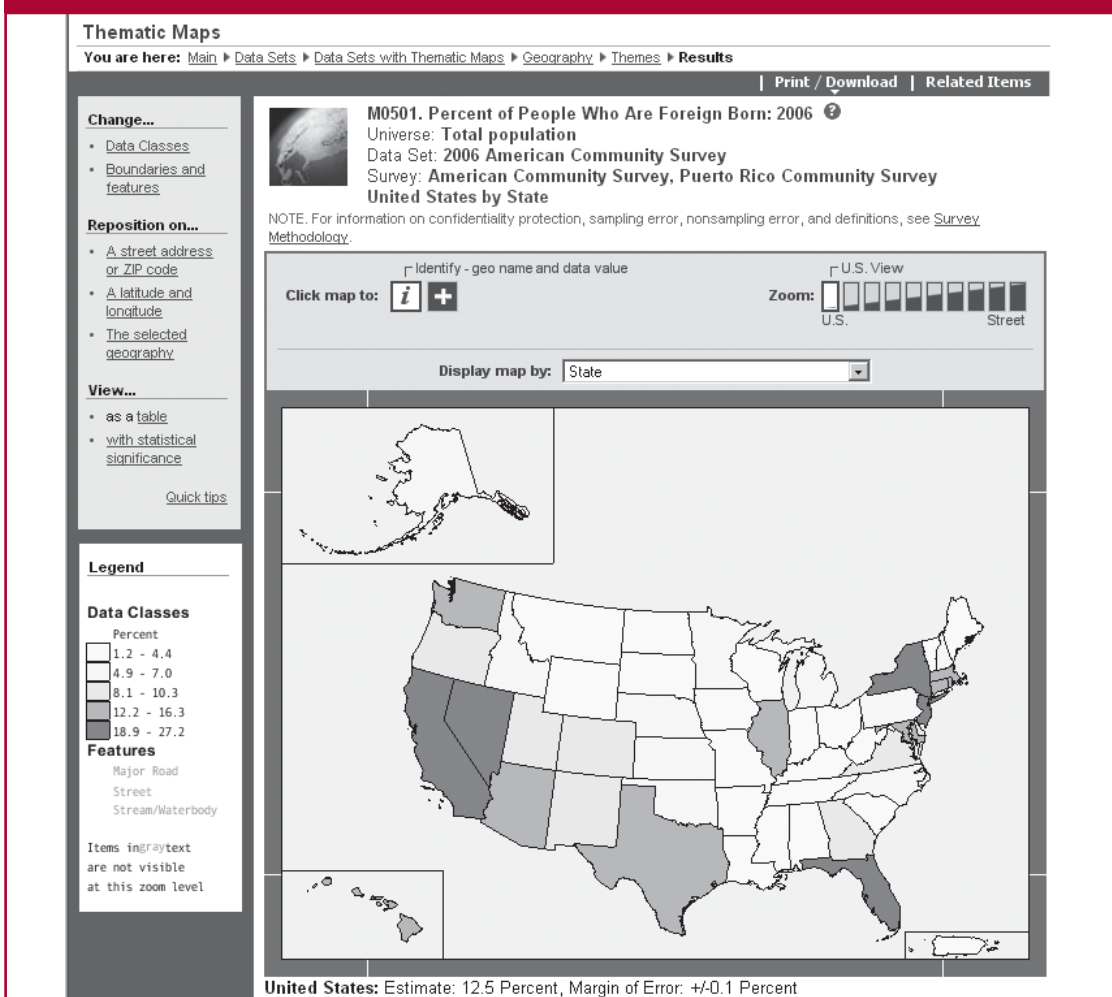 Thematic Maps
You are here: Main ▶ Data Sets ▶ Data Sets with Thematic Maps ▶ Geography ▶ Themes ▶ Results
| Print / Download | Related Items
Change...
• Data Classes
• Boundaries and
features
Reposition on...
• A street address
or ZIP code
• A latitude and
longitude
• The selected
geography
View...
• as a table
• with statistical
significance
Quick tips
Legend
Data Classes
Percent
1.2 - 4.4
4.9 - 7.0
8.1 - 10.3
12.2 - 16.3
18.9 - 27.2
Features
Major Road
Street
Stream/Waterbody
Items ingraytext
are not visible
at this zoom level
M0501. Percent of People Who Are Foreign Born: 2006 ?
Universe: Total population
Data Set: 2006 American Community Survey
Survey: American Community Survey, Puerto Rico Community Survey
United States by State
NOTE. For information on confidentiality protection, sampling error, nonsampling error, and definitions, see Survey
Methodology.
Identify - geo name and data value
Click map to: i +
U.S. View
Zoom:
U.S. Street
Display map by: State
United States: Estimate: 12.5 Percent, Margin of Error: +/-0.1 Percent